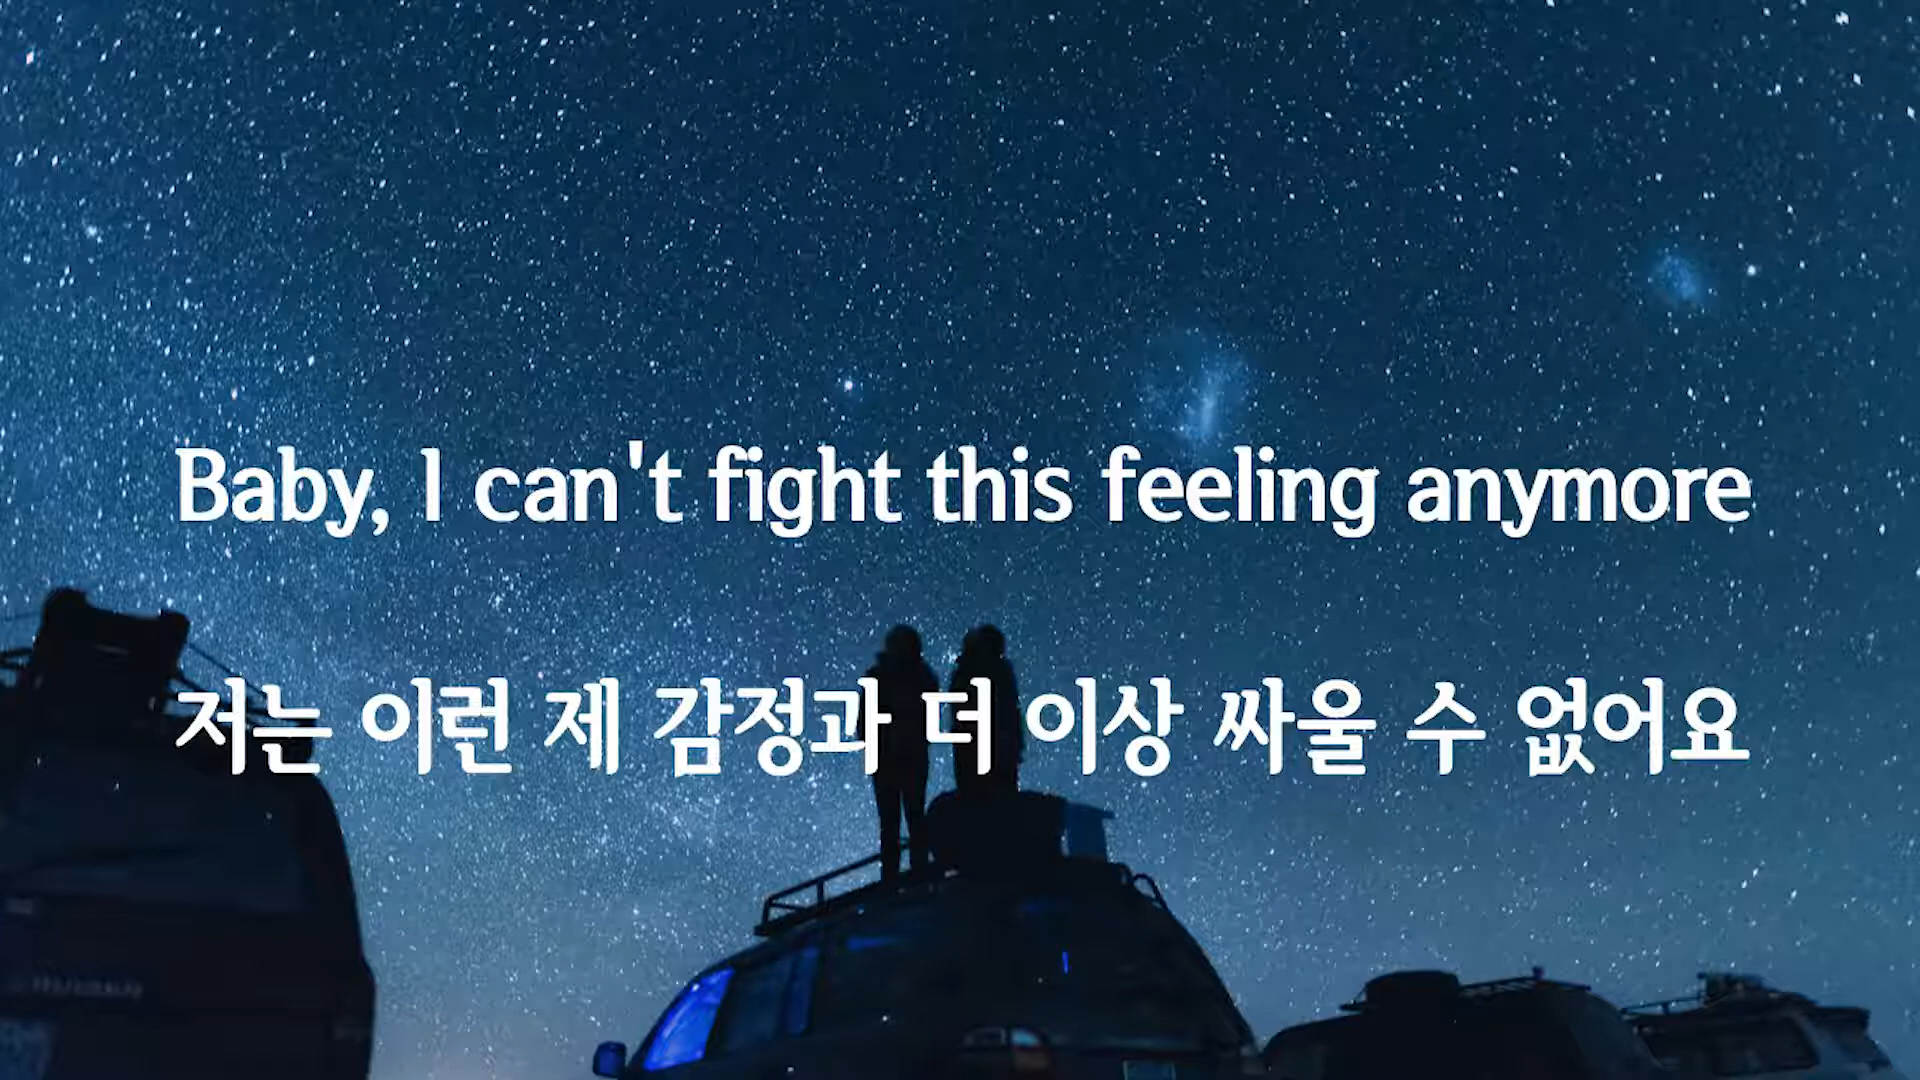 Baby, I can't fight this feeling anymore
저는 이런 제 감정과 더 이상 싸울 수 없어요